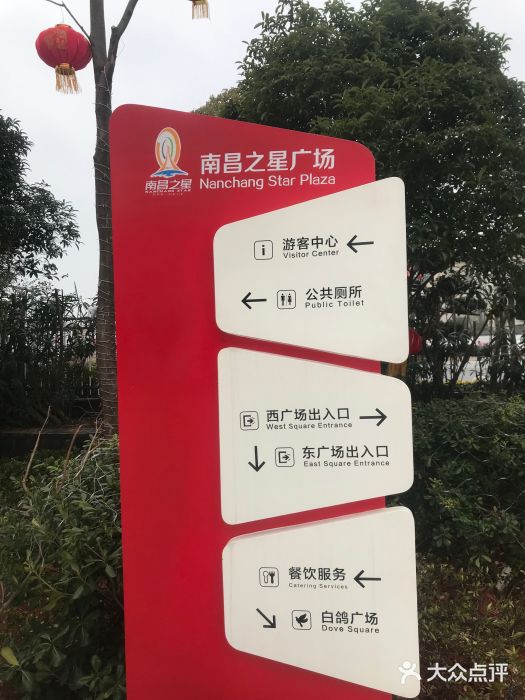 南昌之星
NANCHANG STAR
南昌之星广场
Nanchang Star Plaza
游客中心
Visitor Center
公共厕所
Public Toilet
西广场出入口
West Square Entrance
东广场出入口
East Square Entrance
餐饮服务
Catering Services
白鸽广场
Dove Square
大众点评